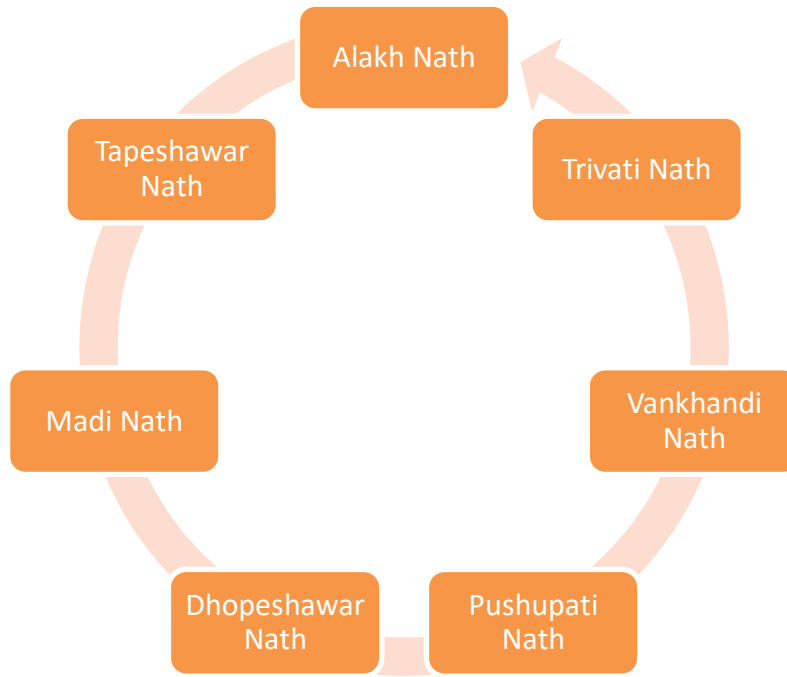 Alakh Nath
Trivati Nath
Vankhandi
Nath
Pushupati
Nath
Dhopeshawar
Nath
Madi Nath
Tapeshawar
Nath